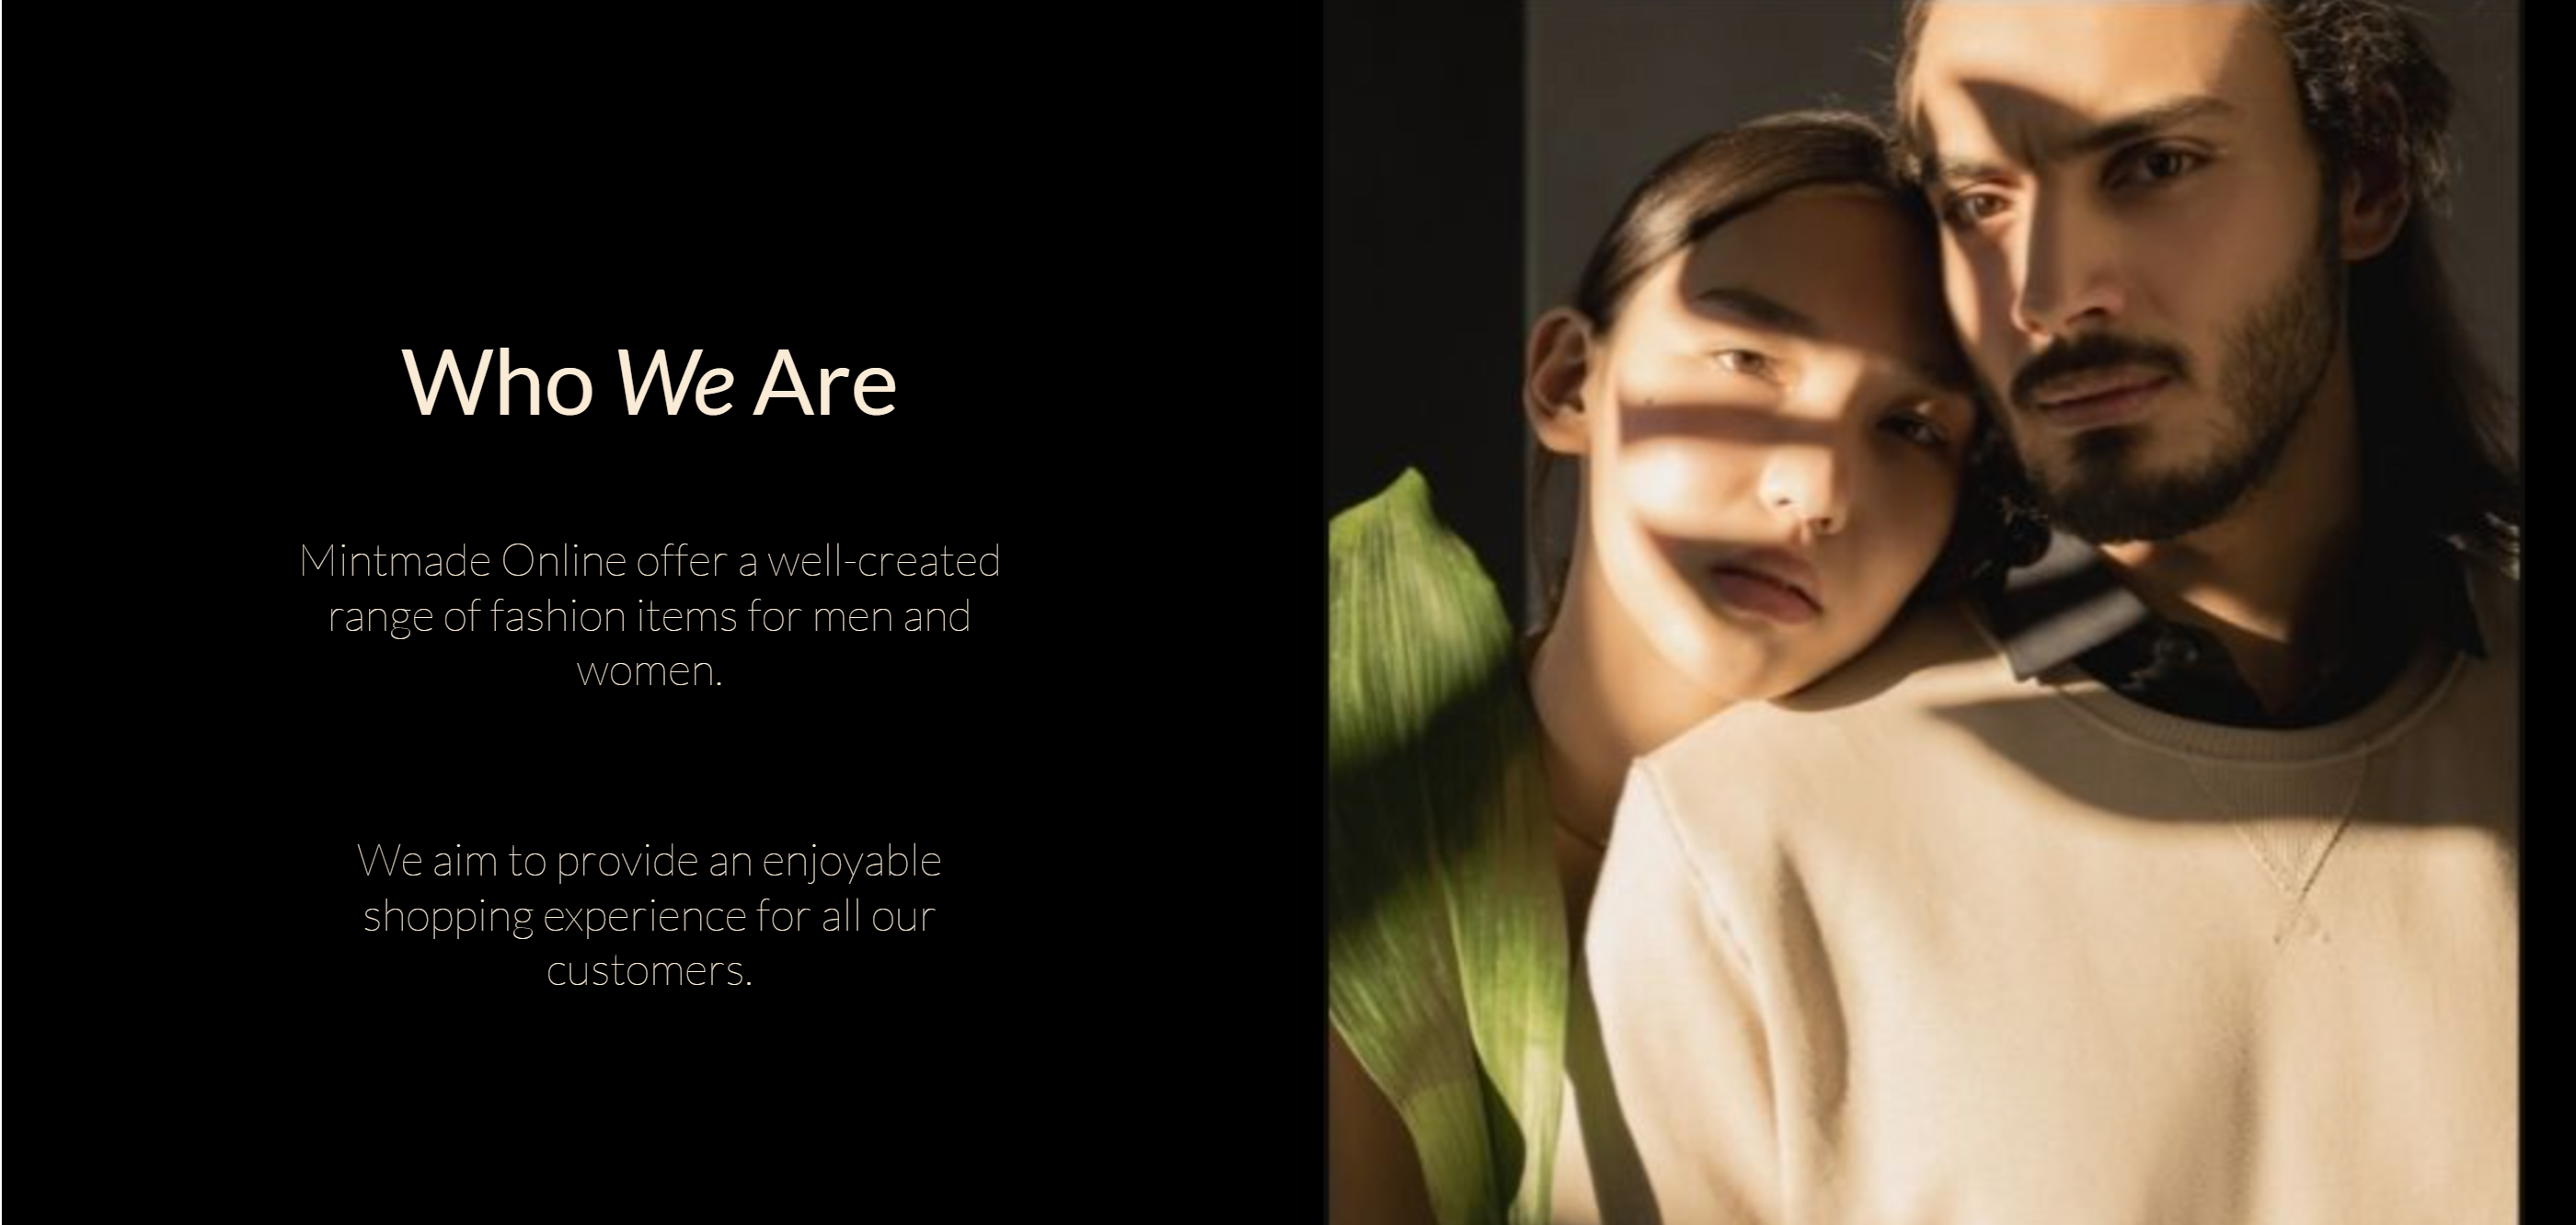 Who We Are
Mintmade Online offer a well-created
range of fashion items for men and
women.
We aim to provide an enjoyable
shopping experience for all our
customers.